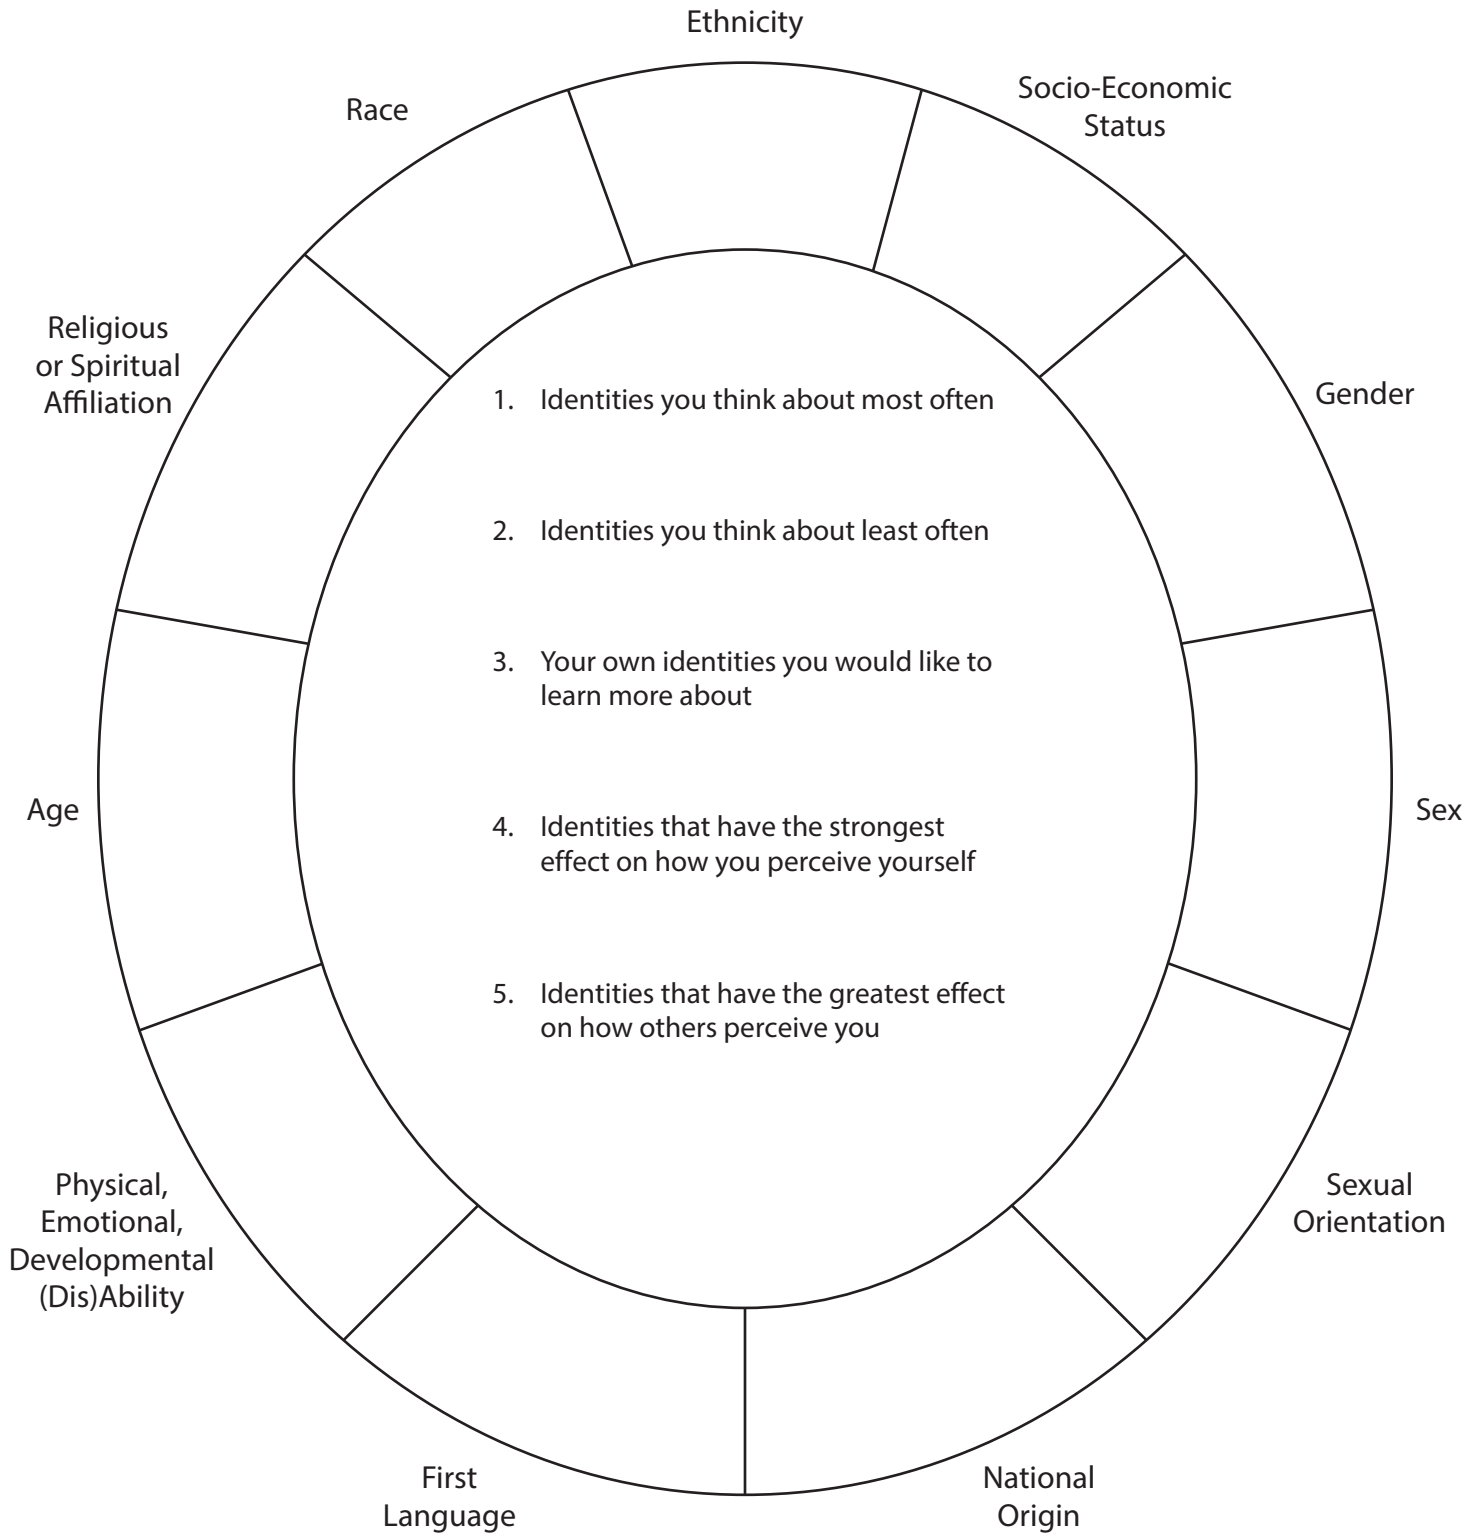 Ethnicity
Socio-Economic
Status
Race
Religious
or Spiritual
Affiliation
Gender
1. Identities you think about most often
2. Identities you think about least often
3. Your own identities you would like to
learn more about
Age
4. Identities that have the strongest
effect on how you perceive yourself
Sex
5. Identities that have the greatest effect
on how others perceive you
Physical,
Emotional,
Developmental
(Dis)Ability
Sexual
Orientation
First
Language
National
Origin